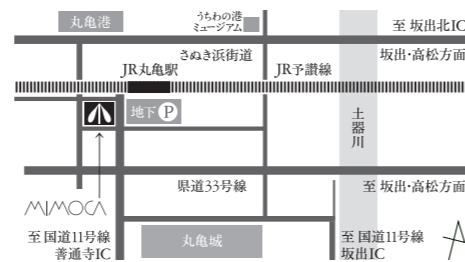 丸亀港
うちわの港
ミュージアム
至 坂出北IC
さぬき浜街道
坂出・高松方面
JR丸亀駅
JR予讃線
地下 P
土器川
県道33号線
至 坂出・高松方面
MIMOCA
至 国道11号線
善通寺IC
丸亀城
至 国道11号線
坂出IC